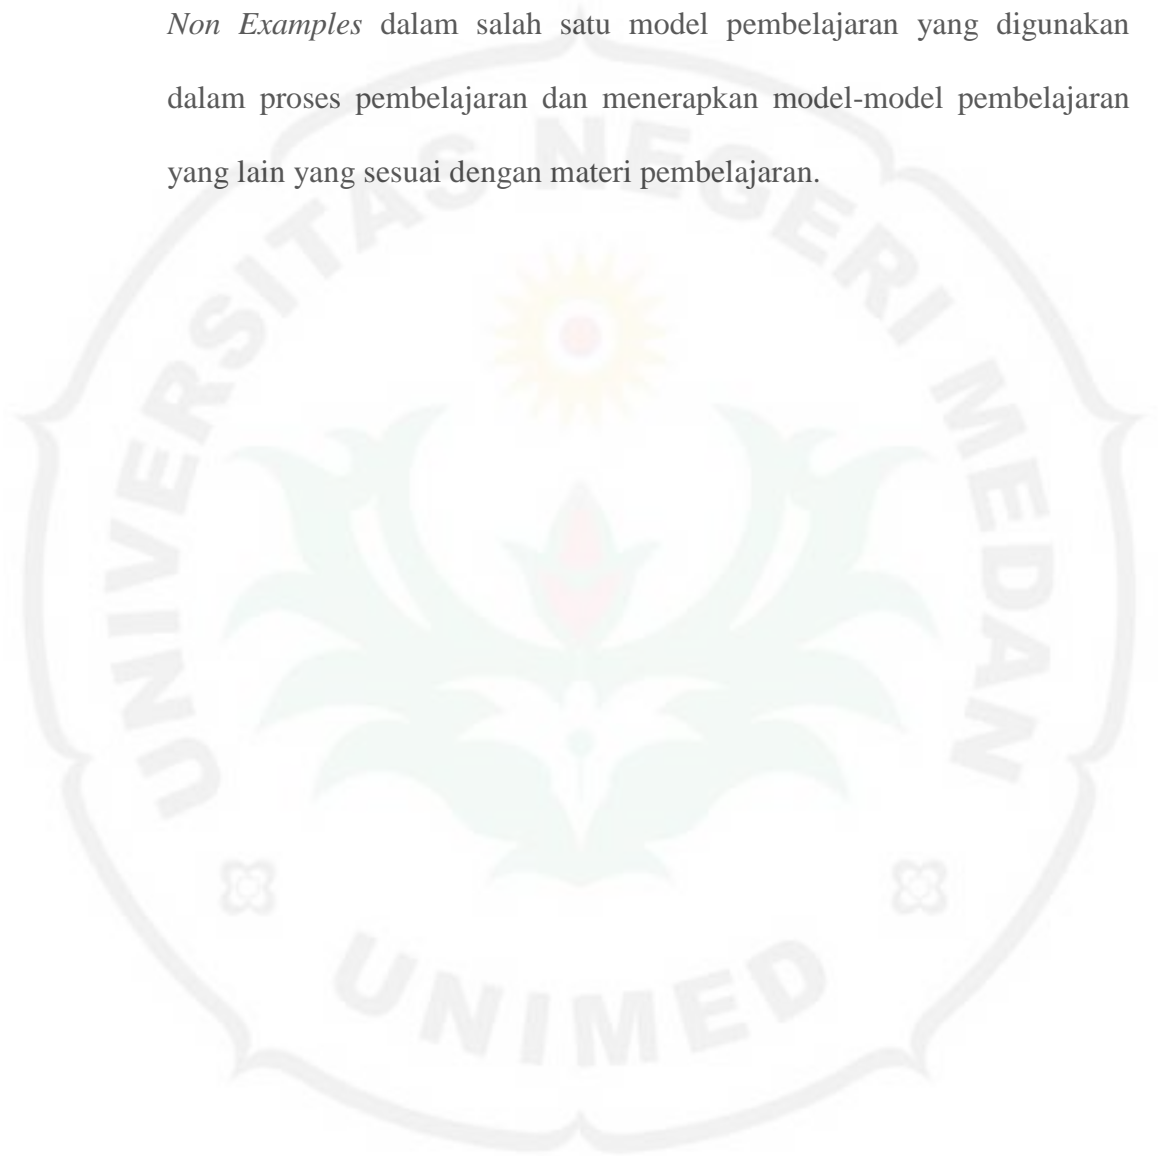 Non Examples dalam salah satu model pembelajaran yang digunakan
dalam proses pembelajaran dan menerapkan model-model pembelajaran
yang lain yang sesuai dengan materi pembelajaran.
UNIVERSITAS NEGERI MEDAN
UNIMED